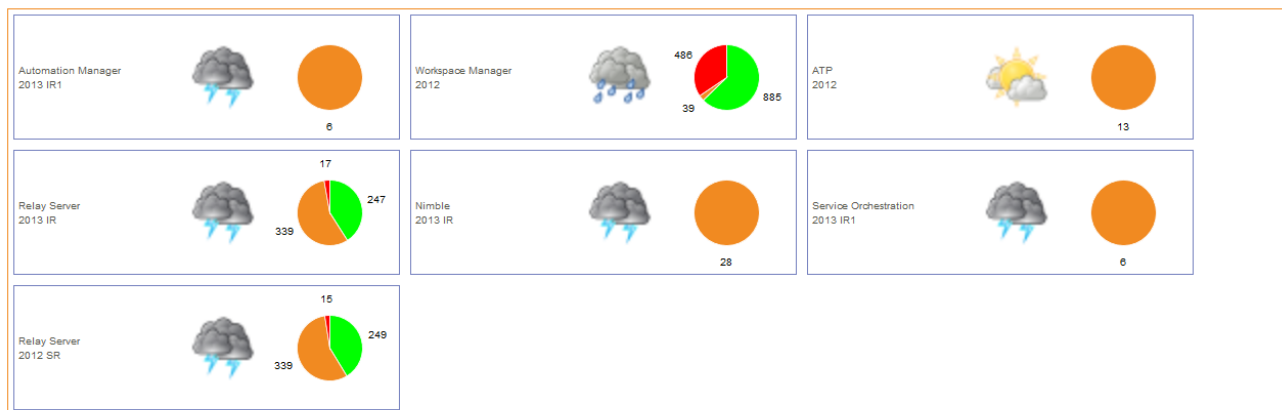 Automation Manager
2013 IR1
6
Workspace Manager
2012
486
39
885
ATP
2012
13
Relay Server
2013 IR
17
247
339
Nimble
2013 IR
28
Service Orchestration
2013 IR1
6
Relay Server
2012 SR
15
249
339